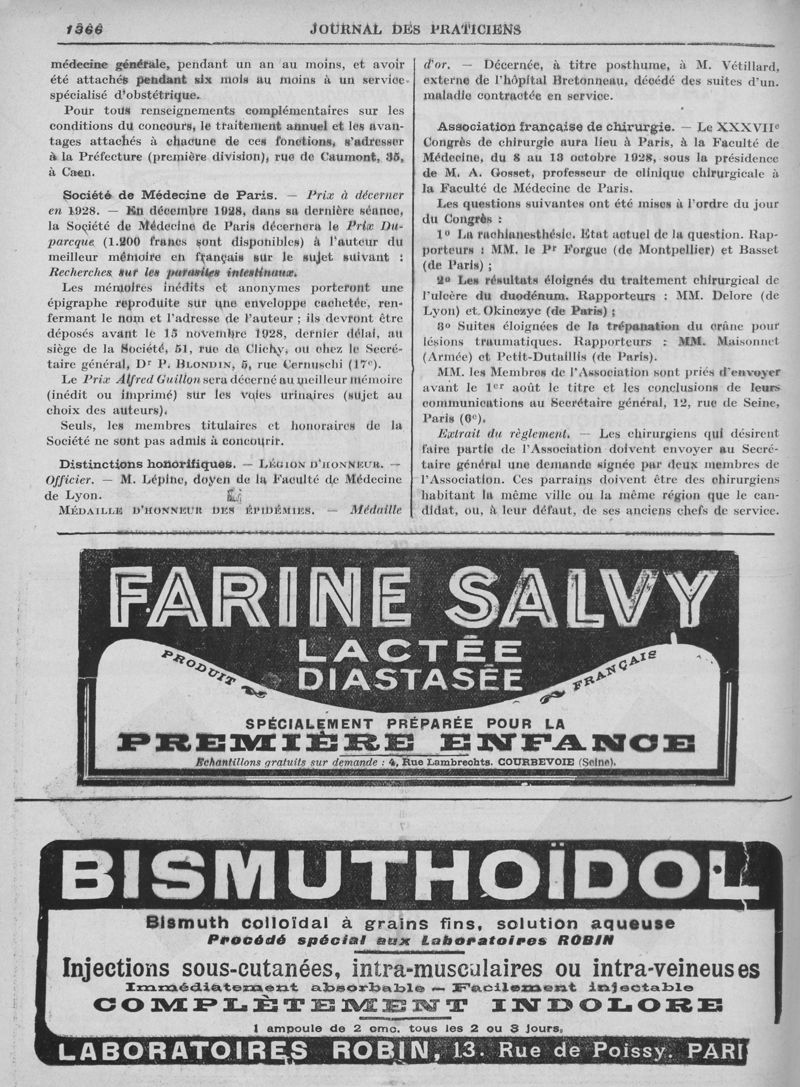 1366
JOURNAL DES PRATICIENS
médecine générale, pendant un an au moins, et avoir
été attachés pendant six mois au moins à un service
spécialisé d'obstétrique.
Pour tous renseignements complémentaires sur les
conditions du concours, le traitement annuel et les avan-
tages attachés à chacune de ces fonctions, s'adresser
à la Préfecture (première division), rue de Caumont, 35,
à Caen.
Société de Médecine de Paris. — Prix à décerner
en 1928. — En décembre 1928, dans sa dernière séance,
la Société de Médecine de Paris décernera le Prix Du-
parcque (1.200 francs sont disponibles) à l'auteur du
meilleur mémoire en français sur le sujet suivant :
Recherches sur les parasites intestinaux.
Les mémoires inédits et anonymes porteront une
épigraphe reproduite sur une enveloppe cachetée, ren-
fermant le nom et l'adresse de l'auteur ; ils devront être
déposés avant le 15 novembre 1928, dernier délai, au
siège de la Société, 51, rue de Clichy, ou chez le Secré-
taire général, Dr P. BLONDIN, 5, rue Cernuschi (17e).
Le Prix Alfred Guillon sera décerné au meilleur mémoire
(inédit ou imprimé) sur les voies urinaires (sujet au
choix des auteurs).
Seuls, les membres titulaires et honoraires de la
Société ne sont pas admis à concourir.
Distinctions honorifiques. — LÉGION D'HONNEUR. —
Officier. — M. Lépine, doyen de la Faculté de Médecine
de Lyon.
MÉDAILLE D'HONNEUR DES ÉPIDÉMIES. — Médaille
d'or. — Décernée, à titre posthume, à M. Vétillard,
externe de l'hôpital Bretonneau, décédé des suites d'un.
maladie contractée en service.
Association française de chirurgie. — Le XXXVIIe
Congrès de chirurgie aura lieu à Paris, à la Faculté de
Médecine, du 8 au 13 octobre 1928, sous la présidence
de M. A. Gosset, professeur de clinique chirurgicale à
la Faculté de Médecine de Paris.
Les questions suivantes ont été mises à l'ordre du jour
du Congrès :
1o La rachianesthésie. Etat actuel de la question. Rap-
porteurs : MM. le Pr Forgue (de Montpellier) et Basset
(de Paris) ;
2o Les résultats éloignés du traitement chirurgical de
l'ulcère du duodénum. Rapporteurs : MM. Delore (de
Lyon) et Okinczyc (de Paris) ;
3o Suites éloignées de la trépanation du crâne pour
lésions traumatiques. Rapporteurs : MM. Maisonnet
(Armée) et Petit-Dutaillis (de Paris).
MM. les Membres de l'Association sont priés d'envoyer
avant le 1er août le titre et les conclusions de leurs
communications au Secrétaire général, 12, rue de Seine,
Paris (6e).
Extrait du règlement. — Les chirurgiens qui désirent
faire partie de l'Association doivent envoyer au Secré-
taire général une demande signée par deux membres de
l'Association. Ces parrains doivent être des chirurgiens
habitant la même ville ou la même région que le can-
didat, ou, à leur défaut, de ses anciens chefs de service.
FARINE SALVY
LACTÉE
DIASTASÉE
PRODUIT FRANÇAIS
SPÉCIALEMENT PRÉPARÉE POUR LA
PREMIÈRE ENFANCE
Echantillons gratuits sur demande : 4, Rue Lambrechts. COURBEVOIE (Seine).
BISMUTHOÏDOL
Bismuth colloïdal à grains fins, solution aqueuse
Procédé spécial aux Laboratoires ROBIN
Injections sous-cutanées, intra-musculaires ou intra-veineuses
Immédiatement absorbable — Facilement injectable
COMPLÈTEMENT INDOLORE
1 ampoule de 2 cmc. tous les 2 ou 3 jours.
LABORATOIRES ROBIN, 13. Rue de Poissy. PARI